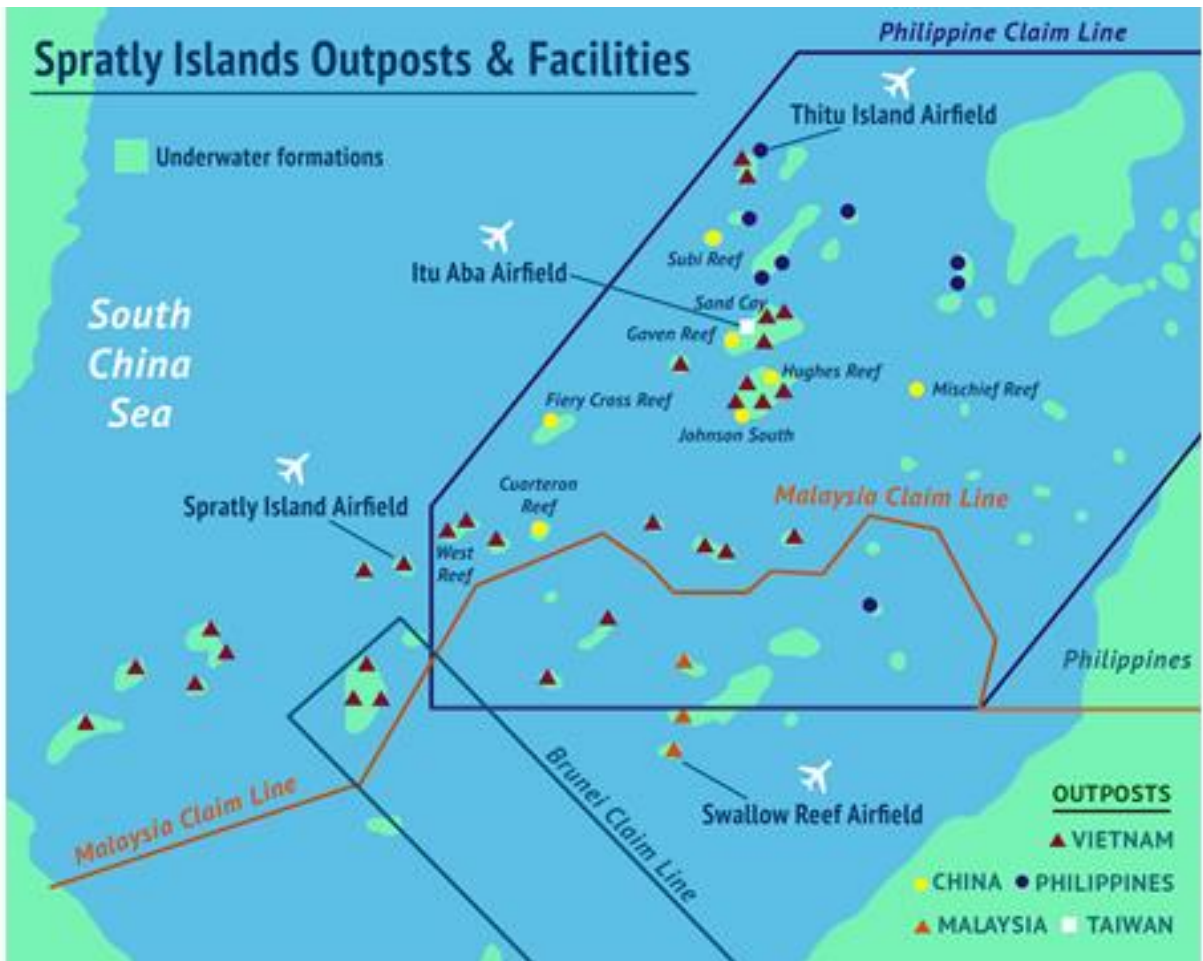 Spratly Islands Outposts & Facilities
Philippine Claim Line
Thitu Island Airfield
Underwater formations
Subi Reef
Itu Aba Airfield
Sand Cay
South
China
Sea
Gaven Reef
Hughes Reef
Mischief Reef
Fiery Cross Reef
Johnson South
Cuarteron
Reef
Malaysia Claim Line
Spratly Island Airfield
West
Reef
Philippines
Brunei Claim Line
Malaysia Claim Line
Swallow Reef Airfield
OUTPOSTS
VIETNAM
CHINA PHILIPPINES
MALAYSIA TAIWAN